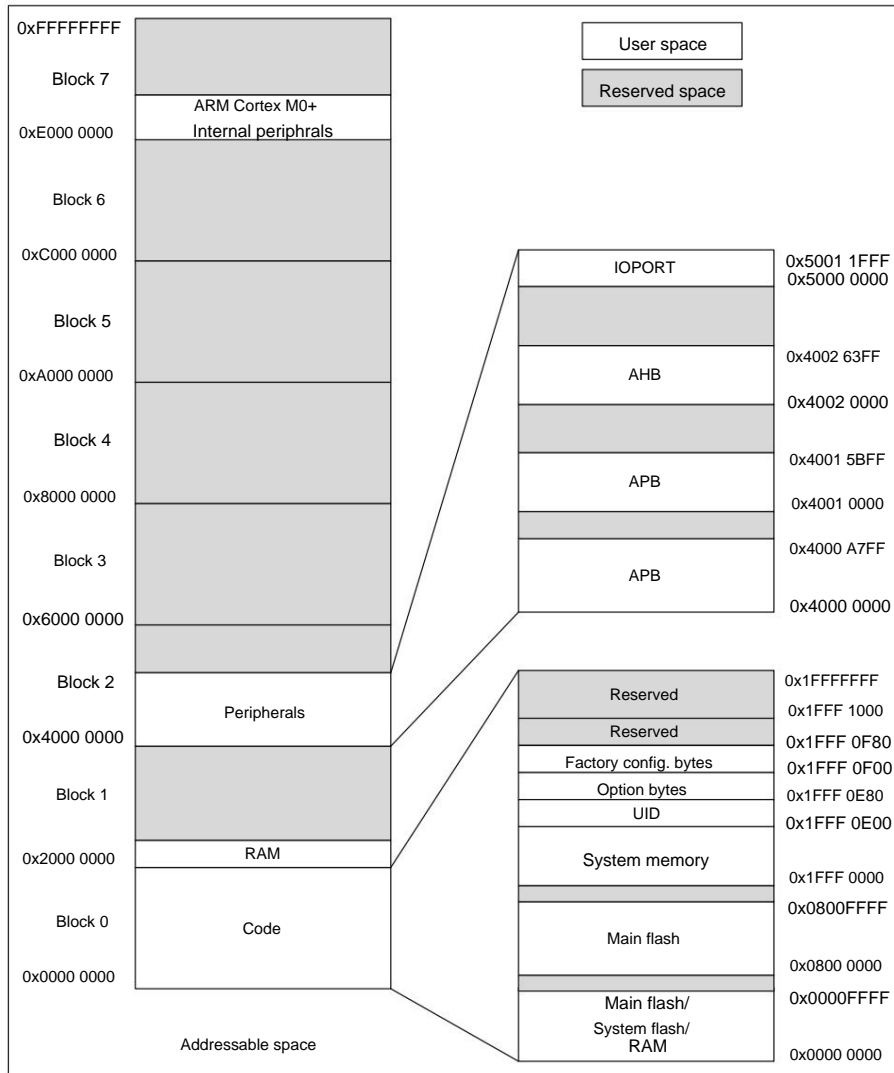 0xFFFFFFFF
Block 7
ARM Cortex M0+
Internal periphrals
0xE000 0000
Block 6
0xC000 0000
Block 5
0xA000 0000
Block 4
0x8000 0000
Block 3
0x6000 0000
Block 2
Peripherals
0x4000 0000
Block 1
RAM
0x2000 0000
Block 0
Code
0x0000 0000
Addressable space
User space
Reserved space
IOPORT
0x5001 1FFF
0x5000 0000
0x4002 63FF
AHB
0x4002 0000
0x4001 5BFF
APB
0x4001 0000
0x4000 A7FF
APB
0x4000 0000
0x1FFFFFFF
Reserved
0x1FFF 1000
Reserved
0x1FFF 0F80
Factory config. bytes
0x1FFF 0F00
Option bytes
0x1FFF 0E80
UID
0x1FFF 0E00
System memory
0x1FFF 0000
0x0800FFFF
Main flash
0x0800 0000
Main flash/
0x0000FFFF
System flash/
RAM
0x0000 0000